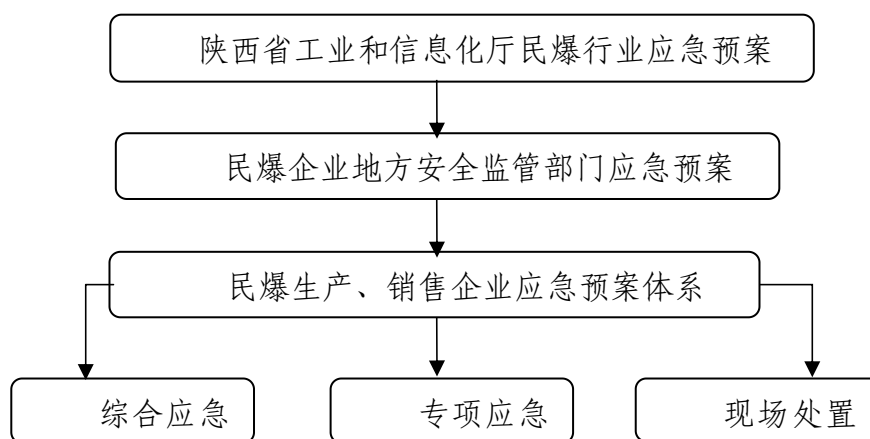 陕西省工业和信息化厅民爆行业应急预案
民爆企业地方安全监管部门应急预案
民爆生产、销售企业应急预案体系
综合应急
专项应急
现场处置